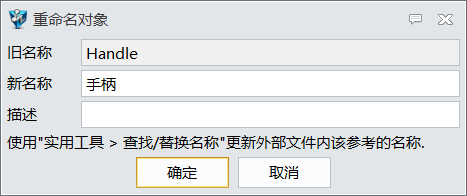 重命名对象
旧名称 Handle
新名称 手柄
描述
使用"实用工具 > 查找/替换名称"更新外部文件内该参考的名称.
确定 取消